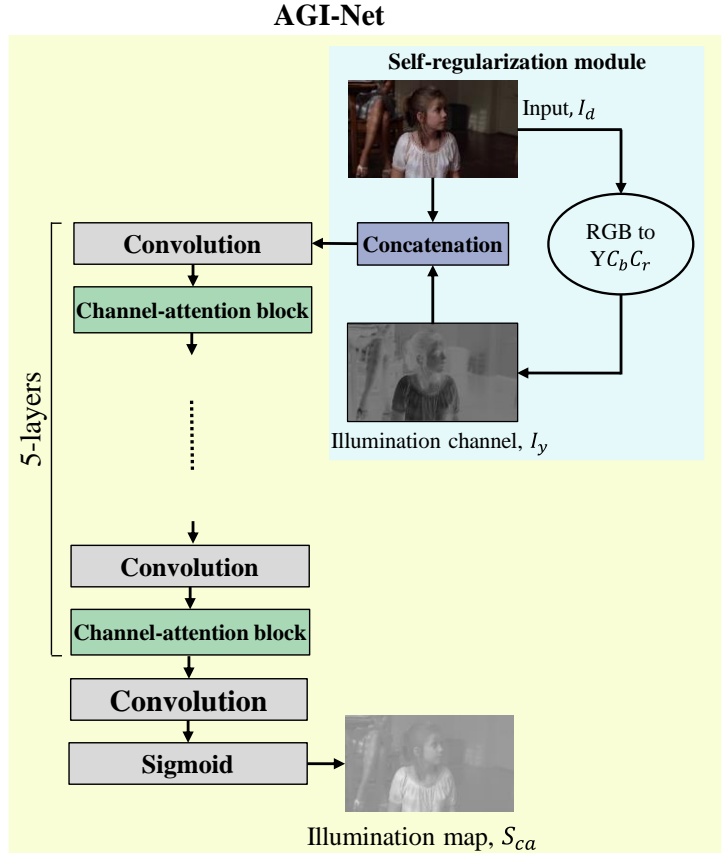 AGI-Net
Self-regularization module
Input, I_d
RGB to
YC_bC_r
Concatenation
Convolution
Channel-attention block
Illumination channel, I_y
5-layers
Convolution
Channel-attention block
Convolution
Sigmoid
Illumination map, S_ca